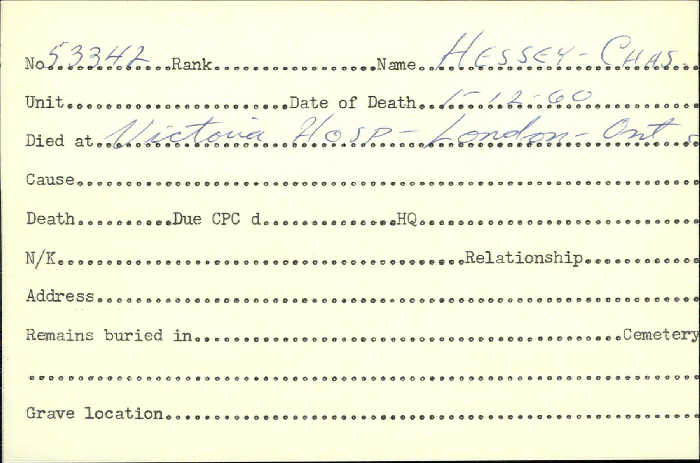 No 53342 Rank Name HESSEY - CHAS.
Unit Date of Death 1-12-60
Died at Victoria Hosp - London - Ont.
Cause
Death Due CPC d HQ
N/K Relationship
Address
Remains buried in Cemetery
Grave location